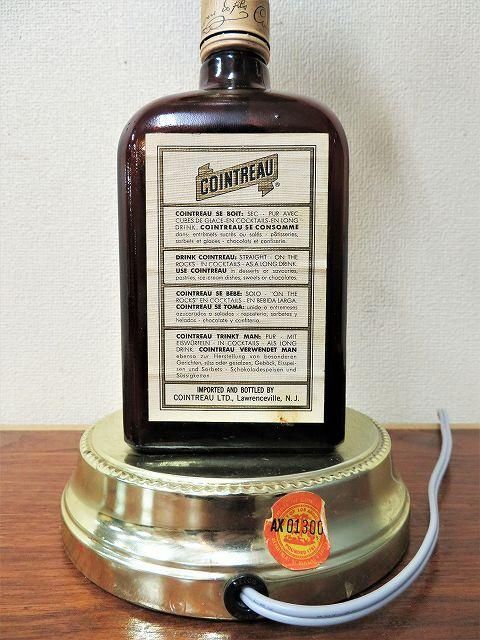 COINTREAU
®
COINTREAU SE BOIT: SEC - PUR AVEC
CUBES DE GLACE-EN COCKTAILS-EN LONG
DRINK. COINTREAU SE CONSOMME
dans: entremets sucrés ou salés - pâtisseries,
sorbets et glaces - chocolats et confiserie.
DRINK COINTREAU: STRAIGHT - ON THE
ROCKS - IN COCKTAILS - AS A LONG DRINK.
USE COINTREAU in desserts or savouries,
pastries, ice cream dishes, sweets or chocolates.
COINTREAU SE BEBE: SOLO - "ON THE
ROCKS" EN COCKTAILS - EN BEBIDA LARGA.
COINTREAU SE TOMA: unido a entremeses
azucarados o salados - reposteria, sorbetes y
helados - chocolate y confiteria.
COINTREAU TRINKT MAN: PUR - MIT
EISWÜRFELN - IN COCKTAILS - ALS LONG
DRINK. COINTREAU VERWENDET MAN
ebenso zur Herstellung von besonderen
Gerichten, süss oder gesalzen, Gebäck, Eisspei-
sen und Sorbets - Schokoladespeisen und
Süssigkeiten.
IMPORTED AND BOTTLED BY
COINTREAU LTD., Lawrenceville, N. J.
OF LOS
AX 01300